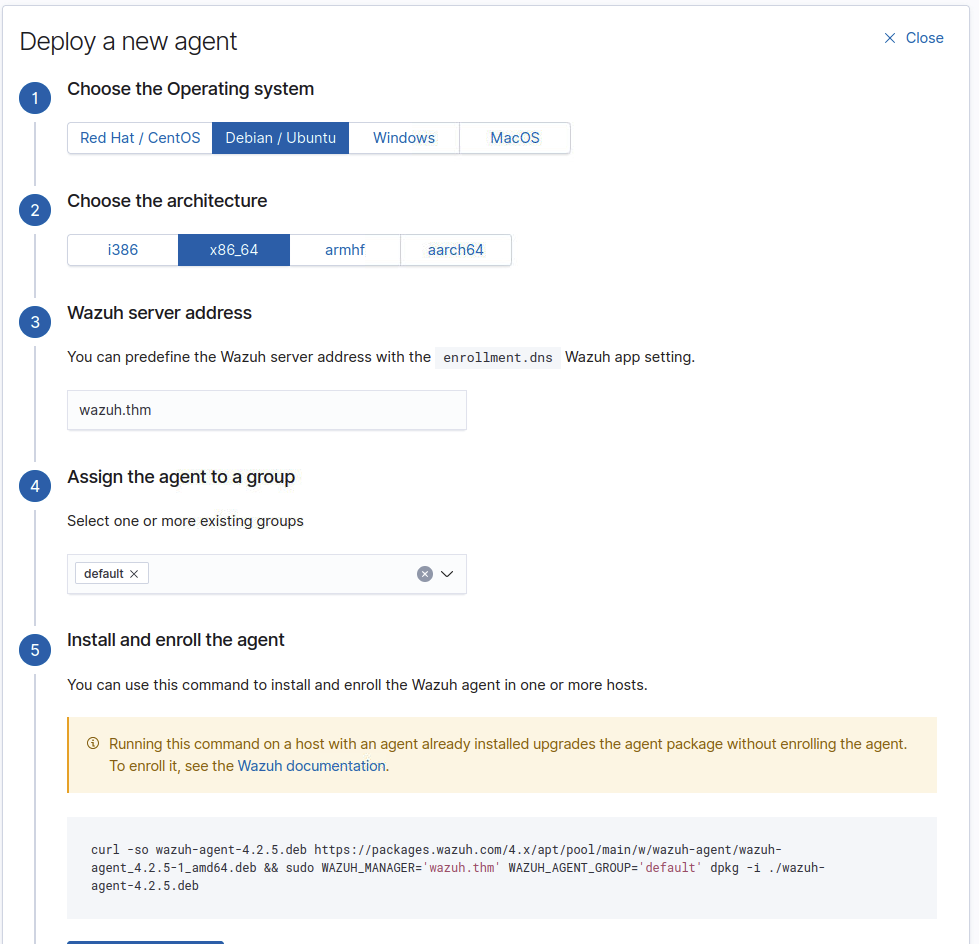 Deploy a new agent
Close
1
Choose the Operating system
Red Hat / CentOS
Debian / Ubuntu
Windows
MacOS
2
Choose the architecture
i386
x86_64
armhf
aarch64
3
Wazuh server address
You can predefine the Wazuh server address with the enrollment.dns Wazuh app setting.
wazuh.thm
4
Assign the agent to a group
Select one or more existing groups
default
5
Install and enroll the agent
You can use this command to install and enroll the Wazuh agent in one or more hosts.
Running this command on a host with an agent already installed upgrades the agent package without enrolling the agent.
To enroll it, see the Wazuh documentation.
curl -so wazuh-agent-4.2.5.deb https://packages.wazuh.com/4.x/apt/pool/main/w/wazuh-agent/wazuh-
agent_4.2.5-1_amd64.deb && sudo WAZUH_MANAGER='wazuh.thm' WAZUH_AGENT_GROUP='default' dpkg -i ./wazuh-
agent-4.2.5.deb